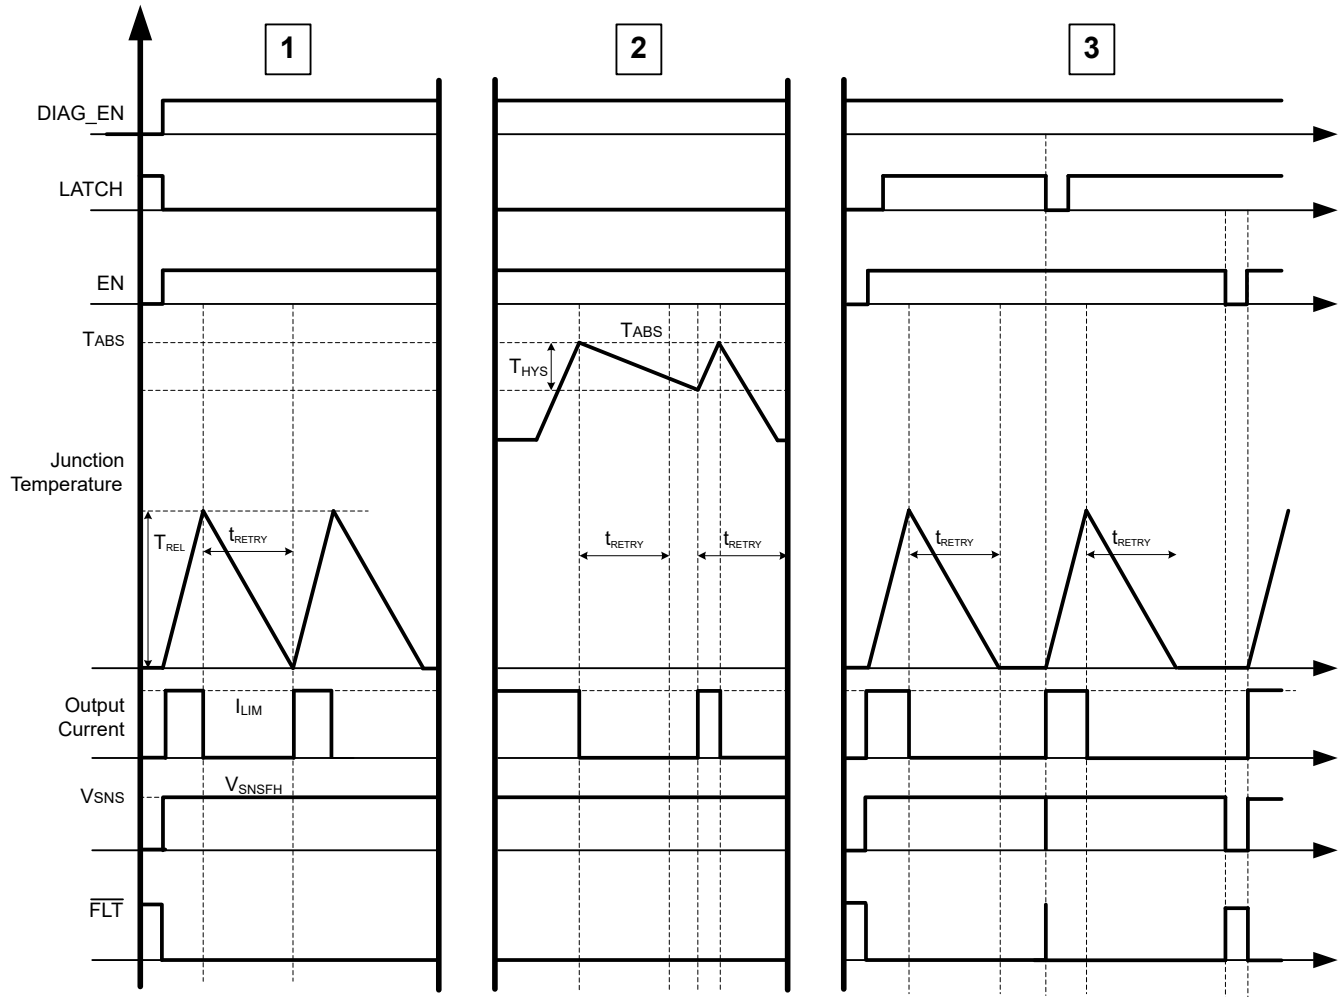 1
2
3
DIAG_EN
LATCH
EN
TABS
TABS
THYS
Junction
Temperature
TREL
tRETRY
tRETRY
tRETRY
tRETRY
tRETRY
Output
Current
ILIM
VSNS
VSNSFH
FLT